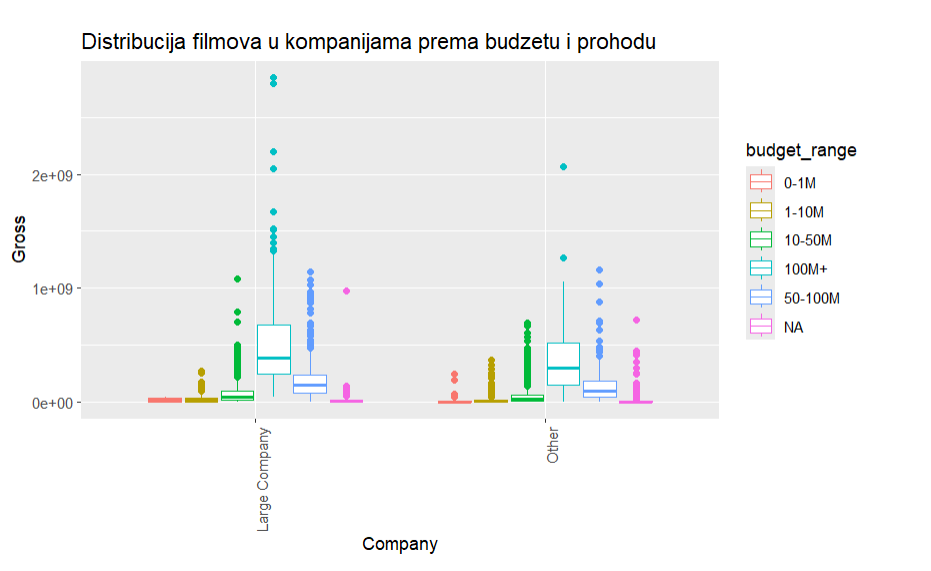 Distribucija filmova u kompanijama prema budzetu i prohodu
Gross
2e+09
1e+09
0e+00
Large Company
Other
Company
budget_range
0-1M
1-10M
10-50M
100M+
50-100M
NA